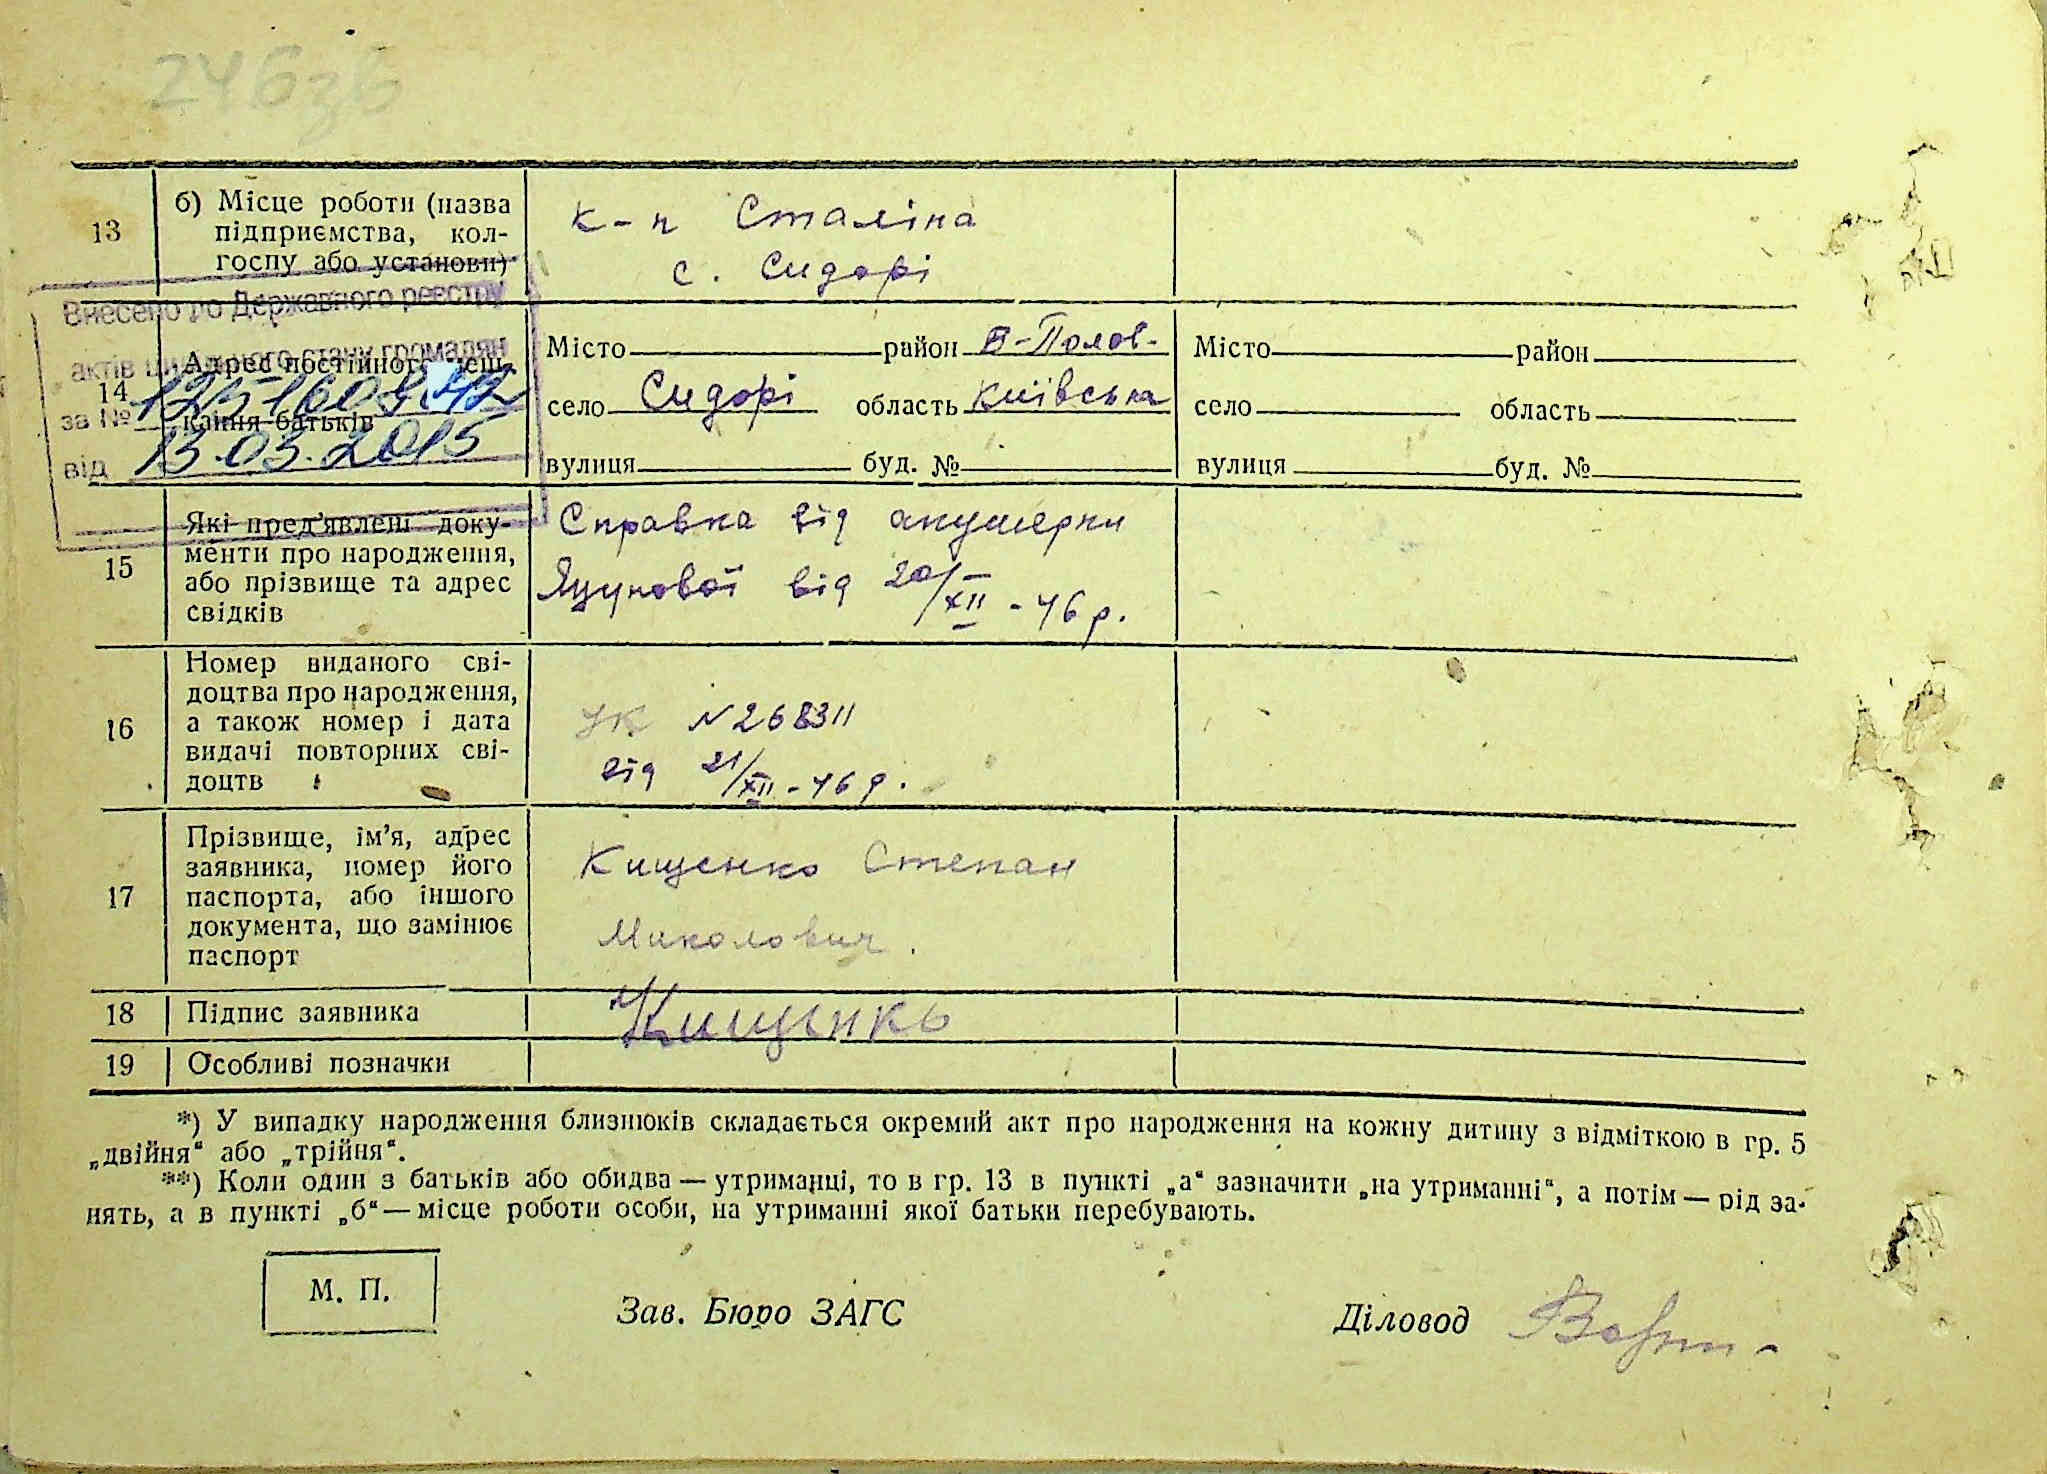 246зв
13
б) Місце роботи (назва
підприємства, кол-
госпу або установи)
к-п Сталіна
с. Сидорі
Внесено до Державного реєстру
актів цивільного стану громадян
за №
від 13.03.2015
14
Адрес постійного меш-
кання батьків
Місто район В-Полов-
село Сидорі область Київська
вулиця буд. №
Місто район
село область
вулиця буд. №
15
Які пред'явлені доку-
менти про народження,
або прізвище та адрес
свідків
Справка від акушерки
Яцунової від 20/XII - 46 р.
16
Номер виданого сві-
доцтва про народження,
а також номер і дата
видачі повторних сві-
доцтв
УК № 268311
від 21/XII - 46 р.
17
Прізвище, ім’я, адрес
заявника, номер його
паспорта, або іншого
документа, що замінює
паспорт
Кищенко Степан
Миколович.
18
Підпис заявника
Кищенко
19
Особливі позначки
*) У випадку народження близнюків складається окремий акт про народження на кожну дитину з відміткою в гр. 5
„двійня“ або „трійня“.
**) Коли один з батьків або обидва — утриманці, то в гр. 13 в пункті „а“ зазначити „на утриманні“, а потім — рід за-
нять, а в пункті „б“ — місце роботи особи, на утриманні якої батьки перебувають.
М. П.
Зав. Бюро ЗАГС
Діловод